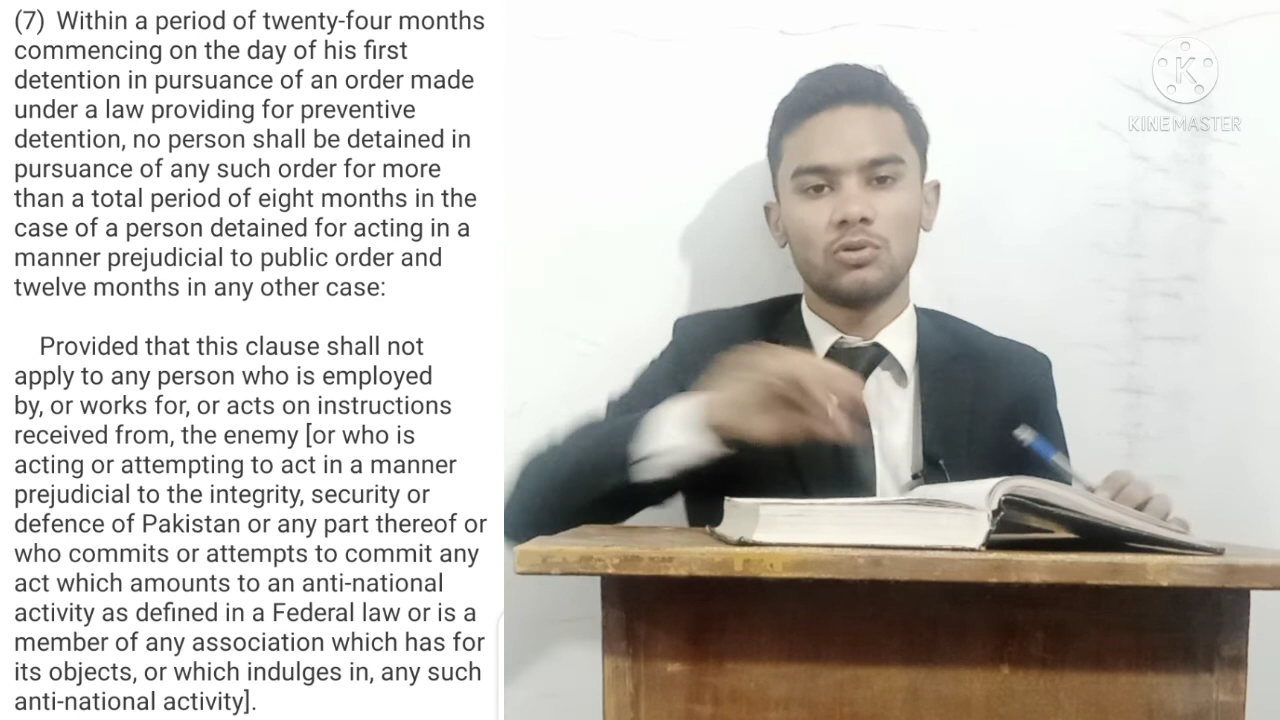 (7) Within a period of twenty-four months
commencing on the day of his first
detention in pursuance of an order made
under a law providing for preventive
detention, no person shall be detained in
pursuance of any such order for more
than a total period of eight months in the
case of a person detained for acting in a
manner prejudicial to public order and
twelve months in any other case:
Provided that this clause shall not
apply to any person who is employed
by, or works for, or acts on instructions
received from, the enemy [or who is
acting or attempting to act in a manner
prejudicial to the integrity, security or
defence of Pakistan or any part thereof or
who commits or attempts to commit any
act which amounts to an anti-national
activity as defined in a Federal law or is a
member of any association which has for
its objects, or which indulges in, any such
anti-national activity].
K
KINEMASTER